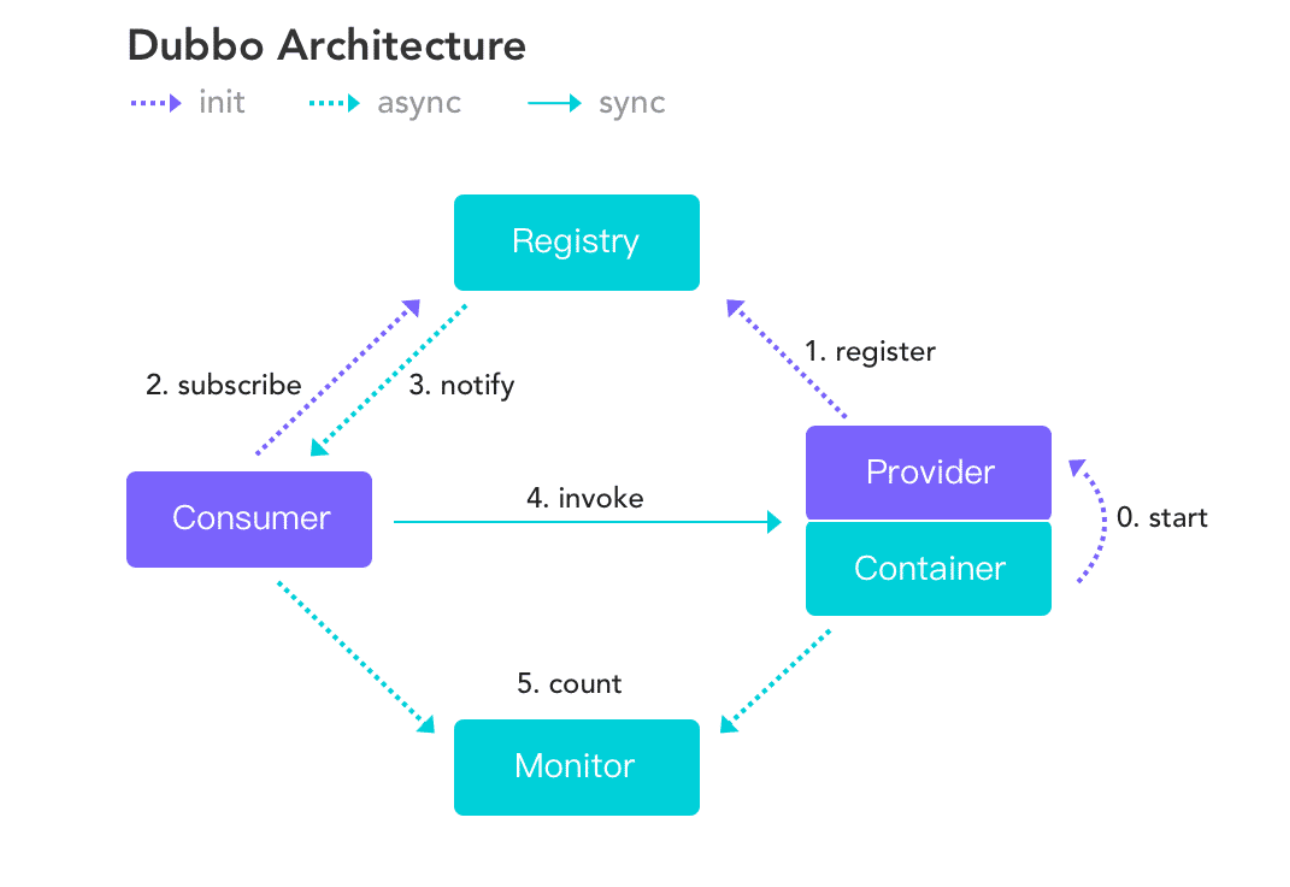 Dubbo Architecture
init async sync
Registry
1. register
2. subscribe 3. notify
Provider
4. invoke
Consumer
0. start
Container
5. count
Monitor